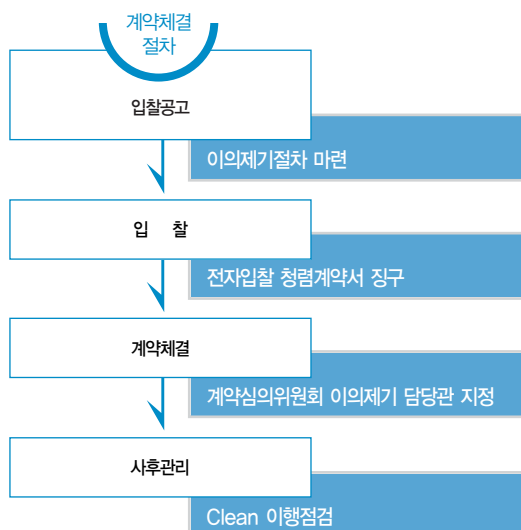 계약체결
절차
입찰공고
이의제기절차 마련
입 찰
전자입찰 청렴계약서 징구
계약체결
계약심의위원회 이의제기 담당관 지정
사후관리
Clean 이행점검